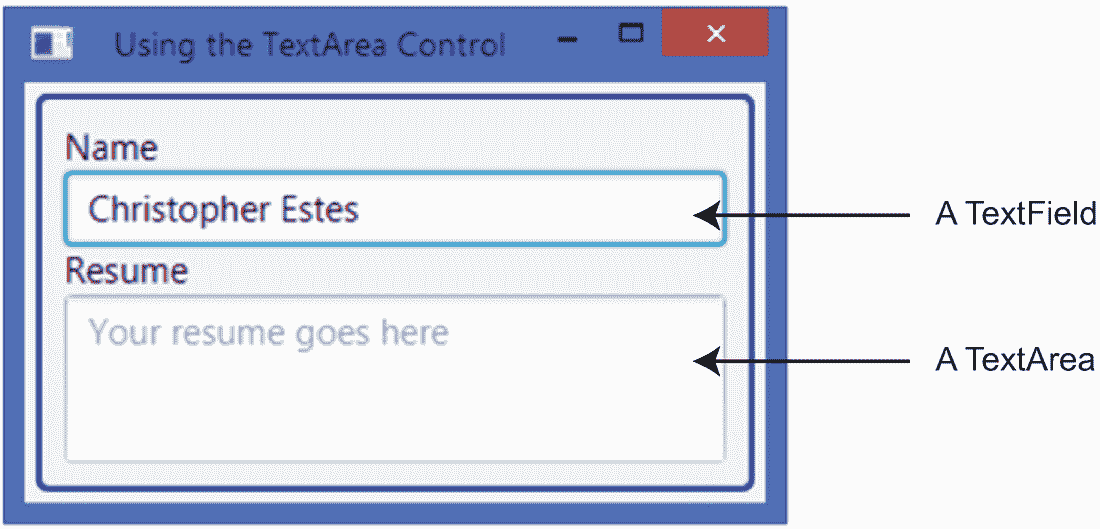 Using the TextArea Control
Name
Christopher Estes
A TextField
Resume
Your resume goes here
A TextArea